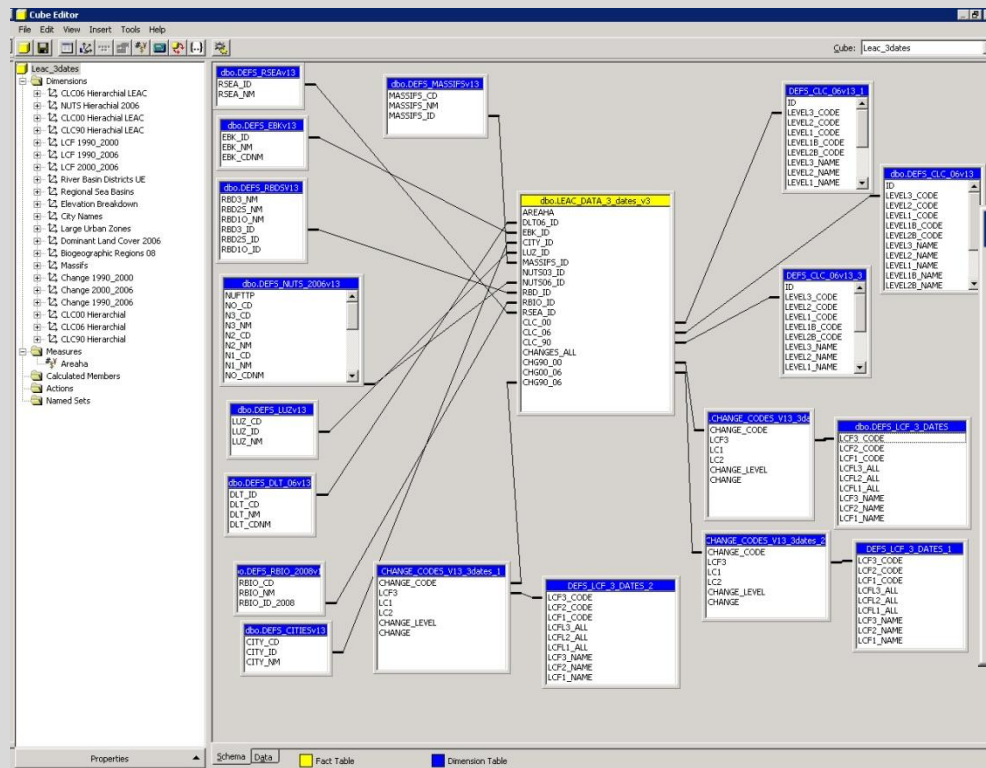 Cube Editor
File Edit View Insert Tools Help
Cube: Leac_3dates
Leac_3dates
Dimensions
CLC06 Hierarchial LEAC
NUTS Hierachial 2006
CLC00 Hierarchial LEAC
CLC90 Hierachial LEAC
LCF 1990_2000
LCF 1990_2006
LCF 2000_2006
River Basin Districts UE
Regional Sea Basins
Elevation Breakdown
City Names
Large Urban Zones
Dominant Land Cover 2006
Biogeographic Regions 08
Massifs
Change 1990_2000
Change 2000_2006
Change 1990_2006
CLC00 Hierarchial
CLC06 Hierarchial
CLC90 Hierarchial
Measures
Areaha
Calculated Members
Actions
Named Sets
Properties
dbo.DEFS_RSEAv13
RSEA_ID
RSEA_NM
dbo.DEFS_EBKv13
EBK_ID
EBK_NM
EBK_CDNM
dbo.DEFS_RBDSV13
RBD3_NM
RBD2S_NM
RBD1O_NM
RBD3_ID
RBD2S_ID
RBD1O_ID
dbo.DEFS_NUTS_2006v13
NUFTTP
N0_CD
N3_CD
N3_NM
N2_CD
N2_NM
N1_CD
N1_NM
N0_CDNM
dbo.DEFS_LUZv13
LUZ_CD
LUZ_ID
LUZ_NM
dbo.DEFS_DLT_06v13
DLT_ID
DLT_CD
DLT_NM
DLT_CDNM
bo.DEFS_RBIO_2008v1
RBIO_CD
RBIO_NM
RBIO_ID_2008
dbo.DEFS_CITIESv13
CITY_CD
CITY_ID
CITY_NM
dbo.DEFS_MASSIFSv13
MASSIFS_CD
MASSIFS_NM
MASSIFS_ID
dbo.LEAC_DATA_3_dates_v3
AREAHA
DLT06_ID
EBK_ID
CITY_ID
LUZ_ID
MASSIFS_ID
NUTS03_ID
NUTS06_ID
RBD_ID
RBIO_ID
RSEA_ID
CLC_00
CLC_06
CLC_90
CHANGES_ALL
CHG90_00
CHG00_06
CHG90_06
CHANGE_CODES_V13_3dates_1
CHANGE_CODE
LCF3
LC1
LC2
CHANGE_LEVEL
CHANGE
DEFS_LCF_3_DATES_2
LCF3_CODE
LCF2_CODE
LCF1_CODE
LCFL3_ALL
LCFL2_ALL
LCFL1_ALL
LCF3_NAME
LCF2_NAME
LCF1_NAME
DEFS_CLC_06v13_1
ID
LEVEL3_CODE
LEVEL2_CODE
LEVEL1_CODE
LEVEL1B_CODE
LEVEL2B_CODE
LEVEL3_NAME
LEVEL2_NAME
LEVEL1_NAME
dbo.DEFS_CLC_06v13
ID
LEVEL3_CODE
LEVEL2_CODE
LEVEL1_CODE
LEVEL1B_CODE
LEVEL2B_CODE
LEVEL3_NAME
LEVEL2_NAME
LEVEL1_NAME
LEVEL1B_NAME
LEVEL2B_NAME
DEFS_CLC_06v13_3
ID
LEVEL3_CODE
LEVEL2_CODE
LEVEL1_CODE
LEVEL1B_CODE
LEVEL2B_CODE
LEVEL3_NAME
LEVEL2_NAME
LEVEL1_NAME
.CHANGE_CODES_V13_3da
CHANGE_CODE
LCF3
LC1
LC2
CHANGE_LEVEL
CHANGE
dbo.DEFS_LCF_3_DATES
LCF3_CODE
LCF2_CODE
LCF1_CODE
LCFL3_ALL
LCFL2_ALL
LCFL1_ALL
LCF3_NAME
LCF2_NAME
LCF1_NAME
CHANGE_CODES_V13_3dates_2
CHANGE_CODE
LCF3
LC1
LC2
CHANGE_LEVEL
CHANGE
DEFS_LCF_3_DATES_1
LCF3_CODE
LCF2_CODE
LCF1_CODE
LCFL3_ALL
LCFL2_ALL
LCFL1_ALL
LCF3_NAME
LCF2_NAME
LCF1_NAME
Schema Data Fact Table Dimension Table